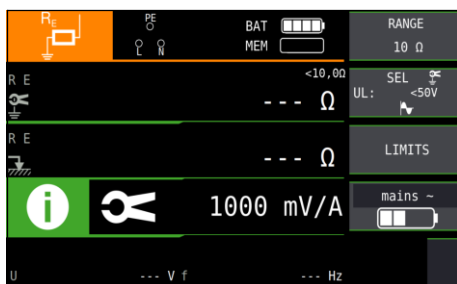 RE
PE
L N
BAT
MEM
RANGE
10 Ω
R E
<10,0Ω
--- Ω
SEL
UL: <50V
R E
--- Ω
LIMITS
i
1000 mV/A
mains ~
U --- V f --- Hz